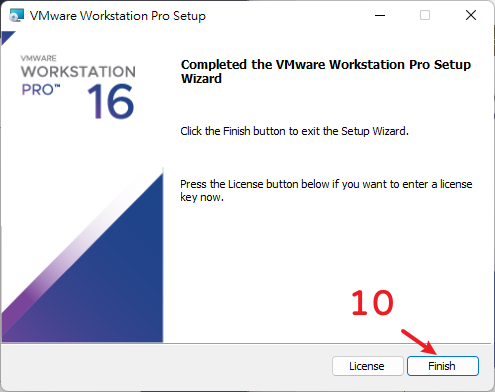 VMware Workstation Pro Setup
VMWARE
WORKSTATION
PRO™
16
Completed the VMware Workstation Pro Setup
Wizard
Click the Finish button to exit the Setup Wizard.
Press the License button below if you want to enter a license
key now.
10
License
Finish